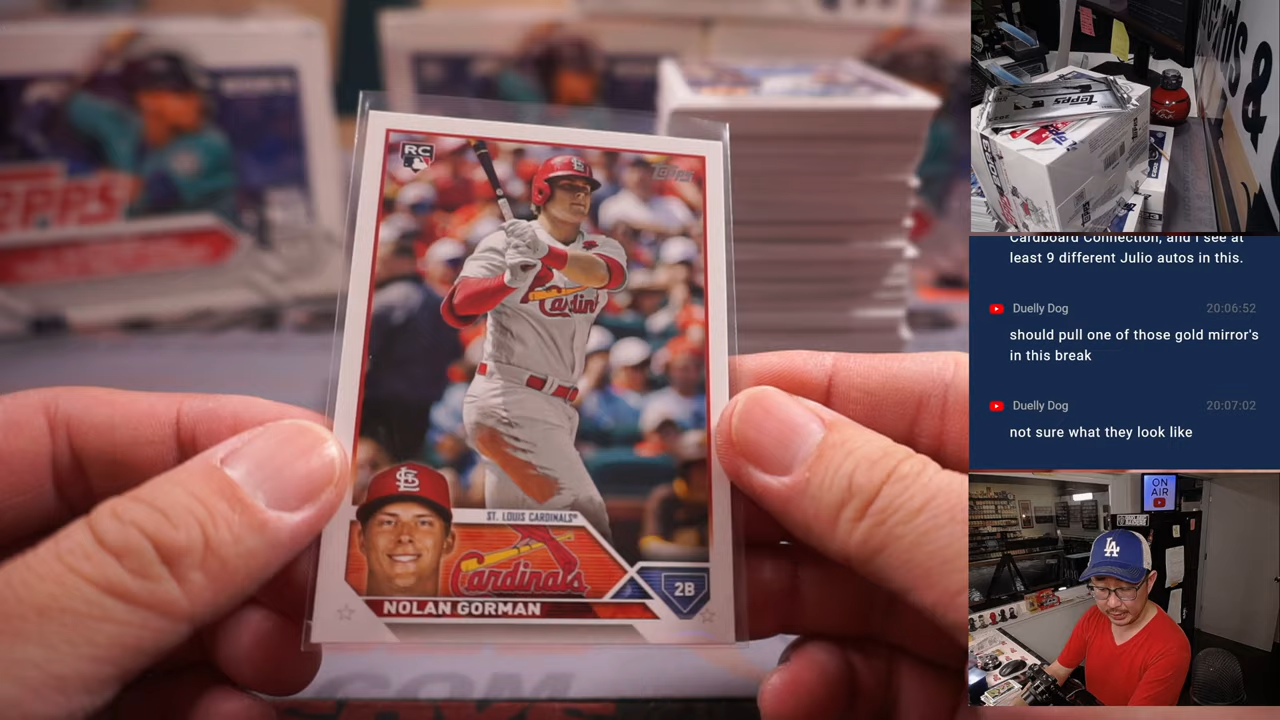 RC
Topps
Cardinals
ST. LOUIS CARDINALS
Cardinals
NOLAN GORMAN
2B
TOPPS
Topps
&
Cardboard Connection, and I see at
least 9 different Julio autos in this.
Duelly Dog 20:06:52
should pull one of those gold mirror's
in this break
Duelly Dog 20:07:02
not sure what they look like
ON
AIR
LA